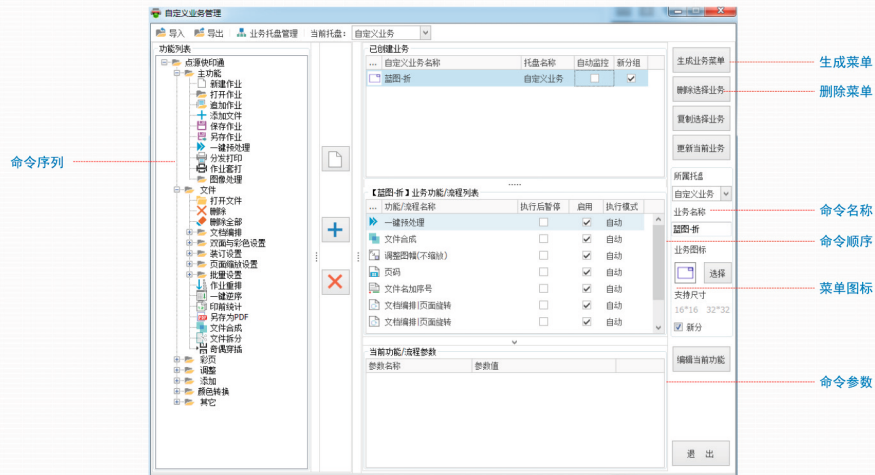 自定义业务管理
导入 导出 业务托盘管理 当前托盘: 自定义业务
功能列表
点源快印通
主功能
新建作业
打开作业
追加作业
添加文件
保存作业
另存作业
一键预处理
分发打印
作业套打
图像处理
文件
打开文件
删除
删除全部
文档编排
双面与彩色设置
装订设置
页面缩放设置
批量设置
作业重排
一键逆序
印前统计
另存为PDF
文件合成
文件拆分
奇偶穿插
彩页
调整
添加
颜色转换
其它
已创建业务
... 自定义业务名称 托盘名称 自动监控 新分组
蓝图-折 自定义业务
【蓝图-折】业务功能/流程列表
... 功能/流程名称 执行后暂停 启用 执行模式
一键预处理 自动
文件合成 自动
调整图幅(不缩放) 自动
页码 自动
文件名加序号 自动
文档编排|页面旋转 自动
文档编排|页面旋转 自动
当前功能/流程参数
参数名称 参数值
生成业务菜单
删除选择业务
复制选择业务
更新当前业务
所属托盘
自定义业务
业务名称
蓝图-折
业务图标
选择
支持尺寸
16*16 32*32
新分
编辑当前功能
退 出
命令序列
生成菜单
删除菜单
命令名称
命令顺序
菜单图标
命令参数